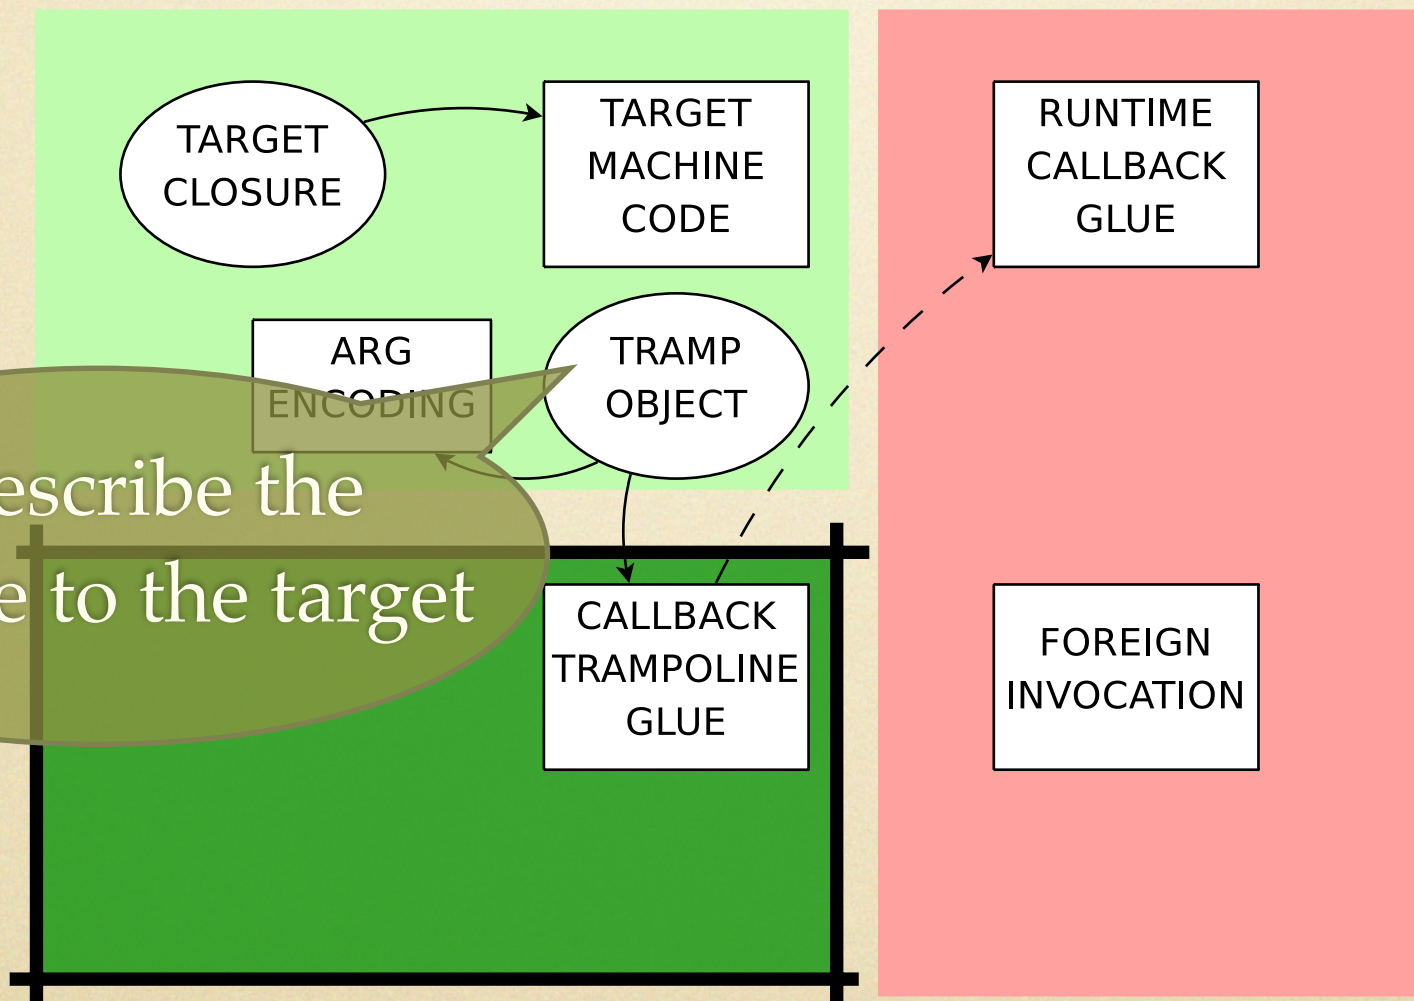 TARGET
CLOSURE
TARGET
MACHINE
CODE
RUNTIME
CALLBACK
GLUE
ARG
ENCODING
TRAMP
OBJECT
the
to the target
CALLBACK
TRAMPOLINE
GLUE
FOREIGN
INVOCATION